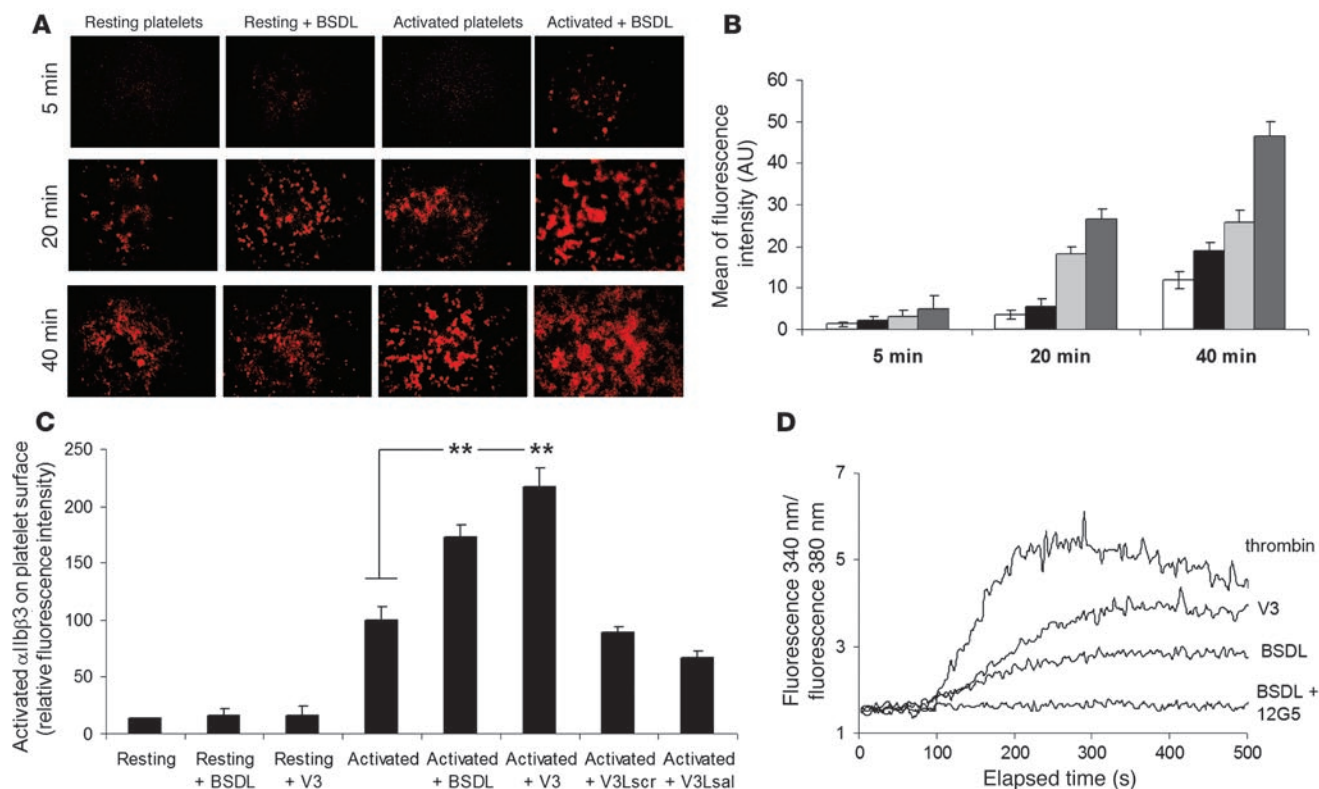 A
Resting platelets
Resting + BSDL
Activated platelets
Activated + BSDL
5 min
20 min
40 min
B
Mean of fluorescence
intensity (AU)
60
50
40
30
20
10
0
5 min
20 min
40 min
C
Activated αIIbβ3 on platelet surface
(relative fluorescence intensity)
250
200
150
100
50
0
**
**
Resting
Resting
+ BSDL
Resting
+ V3
Activated
Activated
+ BSDL
Activated
+ V3
Activated
+ V3Lscr
Activated
+ V3Lsal
D
Fluorescence 340 nm/
fluorescence 380 nm
7
5
3
1
thrombin
V3
BSDL
BSDL +
12G5
0
100
200
300
400
500
Elapsed time (s)